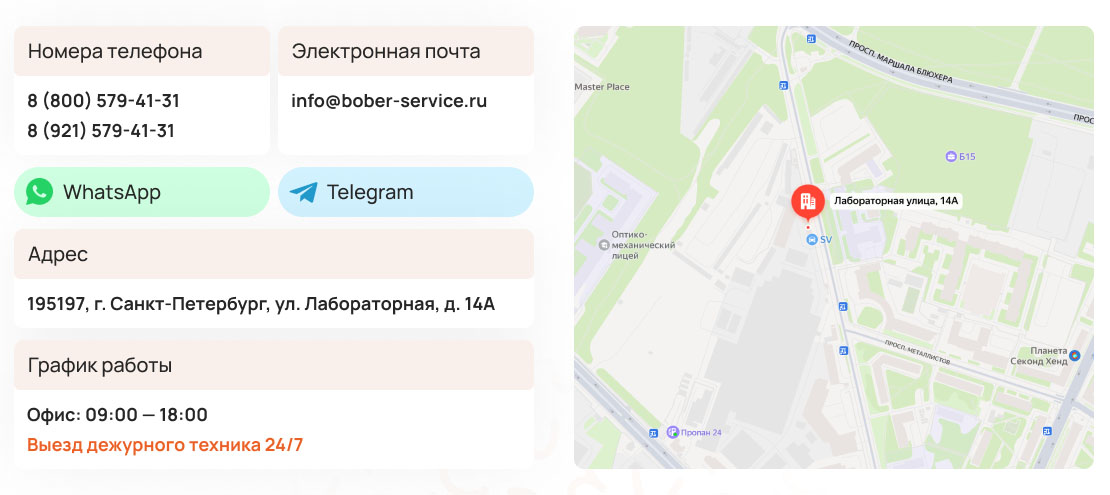 Номера телефона
8 (800) 579-41-31
8 (921) 579-41-31
Электронная почта
info@bober-service.ru
WhatsApp
Telegram
Адрес
195197, г. Санкт-Петербург, ул. Лабораторная, д. 14А
График работы
Офис: 09:00 — 18:00
Выезд дежурного техника 24/7
ПРОСП. МАРШАЛА БЛЮХЕРА
Master Place
ПРОС
Б15
Лабораторная улица, 14А
Оптико-
механический
лицей
SV
ПРОСП. МЕТАЛЛИСТОВ
Планета
Секонд Хенд
Пропан 24